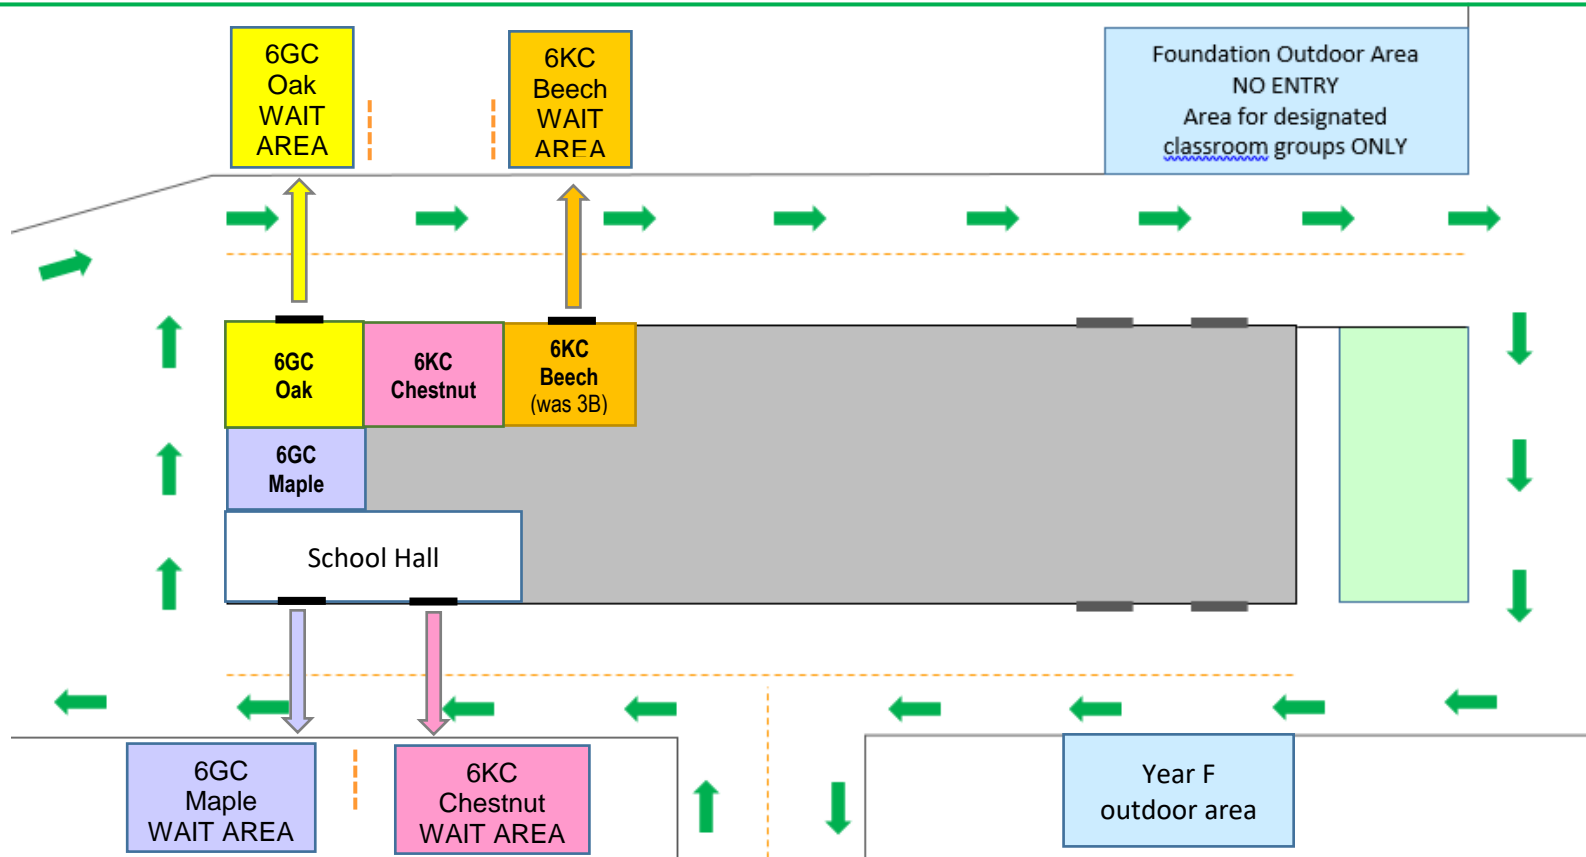 6GC
Oak
WAIT
AREA
6KC
Beech
WAIT
AREA
Foundation Outdoor Area
NO ENTRY
Area for designated
classrooom groups ONLY
6GC
Oak
6KC
Chestnut
6KC
Beech
(was 3B)
6GC
Maple
School Hall
6GC
Maple
WAIT AREA
6KC
Chestnut
WAIT AREA
Year F
outdoor area